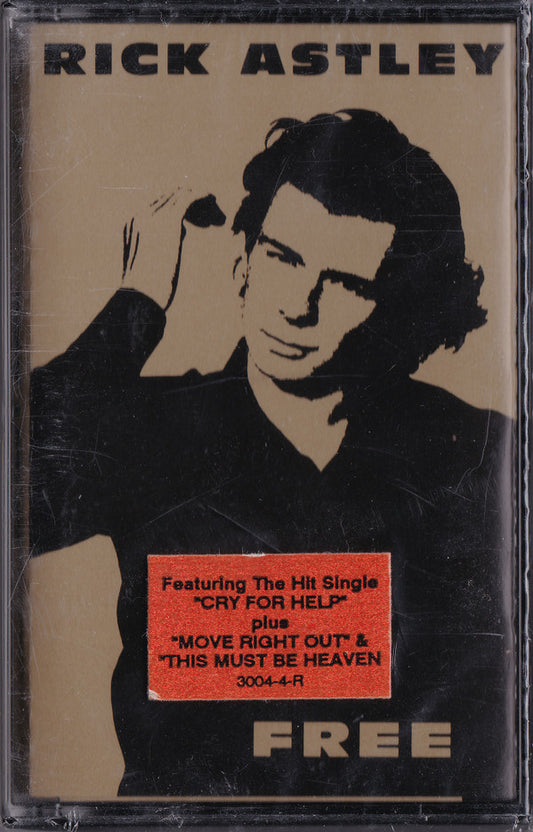 RICK ASTLEY
Featuring The Hit Single
"CRY FOR HELP"
plus
"MOVE RIGHT OUT" &
"THIS MUST BE HEAVEN
3004-4-R
FREE